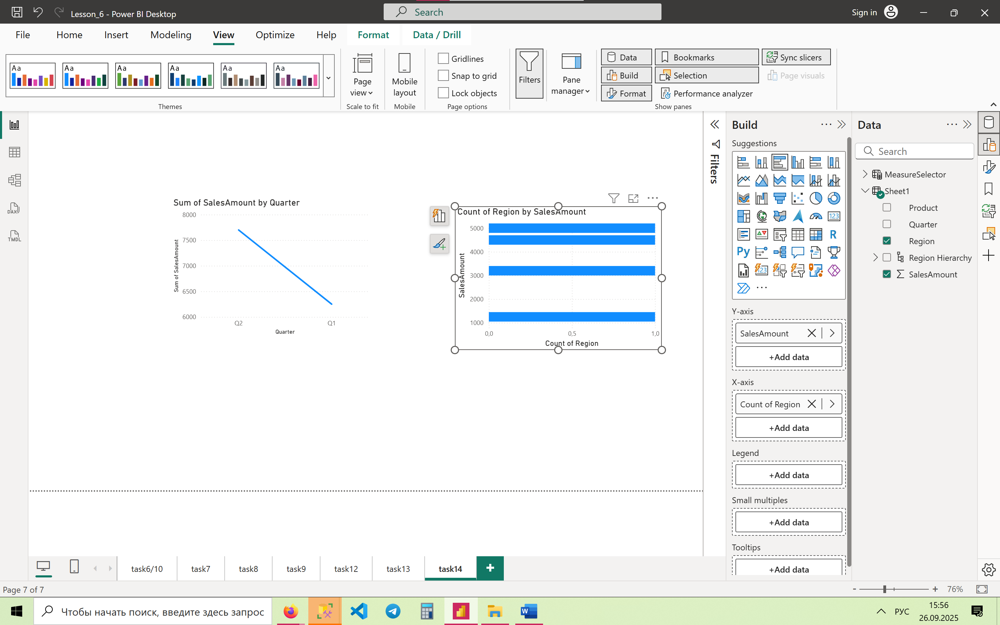 Lesson_6 - Power BI Desktop
Search
Sign in
File Home Insert Modeling View Optimize Help Format Data / Drill
Aa Aa Aa Aa Aa Aa
Themes
Page view
Scale to fit
Mobile layout
Mobile
Gridlines
Snap to grid
Lock objects
Page options
Filters
Pane manager
Data
Build
Format
Bookmarks
Selection
Performance analyzer
Sync slicers
Page visuals
Show panes
DAX
TMDL
Sum of SalesAmount by Quarter
8000
7500
7000
6500
6000
Sum of SalesAmount
Q2 Q1
Quarter
Count of Region by SalesAmount
5000
4000
3000
2000
1000
SalesAmount
0,0 0,5 1,0
Count of Region
Filters
Build
Suggestions
123
R
Py
123
Y-axis
SalesAmount
+Add data
X-axis
Count of Region
+Add data
Legend
+Add data
Small multiples
+Add data
Tooltips
+Add data
Data
Search
MeasureSelector
Sheet1
Product
Quarter
Region
Region Hierarchy
SalesAmount
task6/10 task7 task8 task9 task12 task13 task14 +
Page 7 of 7
- + 76%
Чтобы начать поиск, введите здесь запрос
W
РУС
15:56
26.09.2025